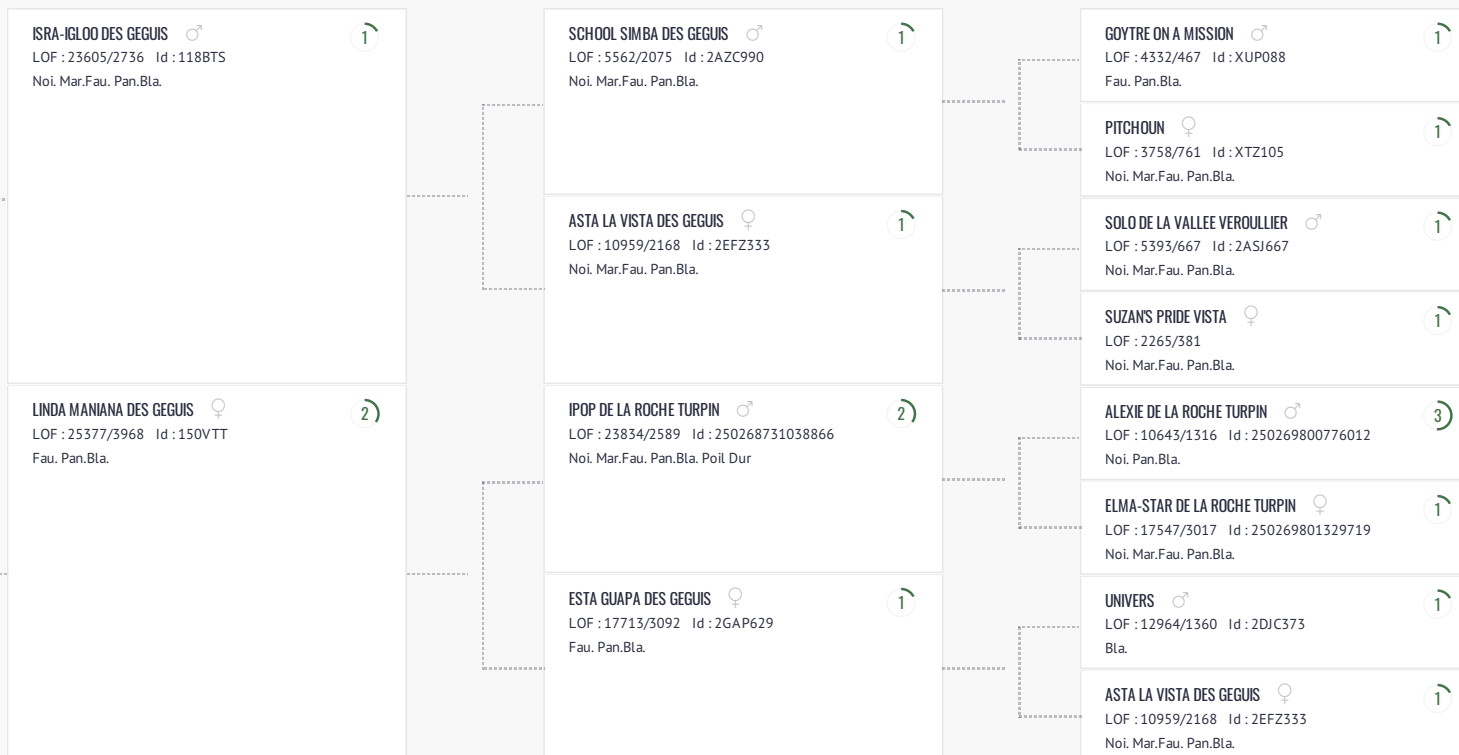 ISRA-IGLOO DES GEGUIS ♂ 1
LOF : 23605/2736 Id : 118BTS
Noi. Mar.Fau. Pan.Bla.
LINDA MANIANA DES GEGUIS ♀ 2
LOF : 25377/3968 Id : 150VTT
Fau. Pan.Bla.
SCHOOL SIMBA DES GEGUIS ♂ 1
LOF : 5562/2075 Id : 2AZC990
Noi. Mar.Fau. Pan.Bla.
ASTA LA VISTA DES GEGUIS ♀ 1
LOF : 10959/2168 Id : 2EFZ333
Noi. Mar.Fau. Pan.Bla.
IPOP DE LA ROCHE TURPIN ♂ 2
LOF : 23834/2589 Id : 250268731038866
Noi. Mar.Fau. Pan.Bla. Poil Dur
ESTA GUAPA DES GEGUIS ♀ 1
LOF : 17713/3092 Id : 2GAP629
Fau. Pan.Bla.
GOYTRE ON A MISSION ♂ 1
LOF : 4332/467 Id : XUP088
Fau. Pan.Bla.
PITCHOUN ♀ 1
LOF : 3758/761 Id : XTZ105
Noi. Mar.Fau. Pan.Bla.
SOLO DE LA VALLEE VEROULLIER ♂ 1
LOF : 5393/667 Id : 2ASJ667
Noi. Mar.Fau. Pan.Bla.
SUZAN'S PRIDE VISTA ♀ 1
LOF : 2265/381
Noi. Mar.Fau. Pan.Bla.
ALEXIE DE LA ROCHE TURPIN ♂ 3
LOF : 10643/1316 Id : 250269800776012
Noi. Pan.Bla.
ELMA-STAR DE LA ROCHE TURPIN ♀ 1
LOF : 17547/3017 Id : 250269801329719
Noi. Mar.Fau. Pan.Bla.
UNIVERS ♂ 1
LOF : 12964/1360 Id : 2DJC373
Bla.
ASTA LA VISTA DES GEGUIS ♀ 1
LOF : 10959/2168 Id : 2EFZ333
Noi. Mar.Fau. Pan.Bla.